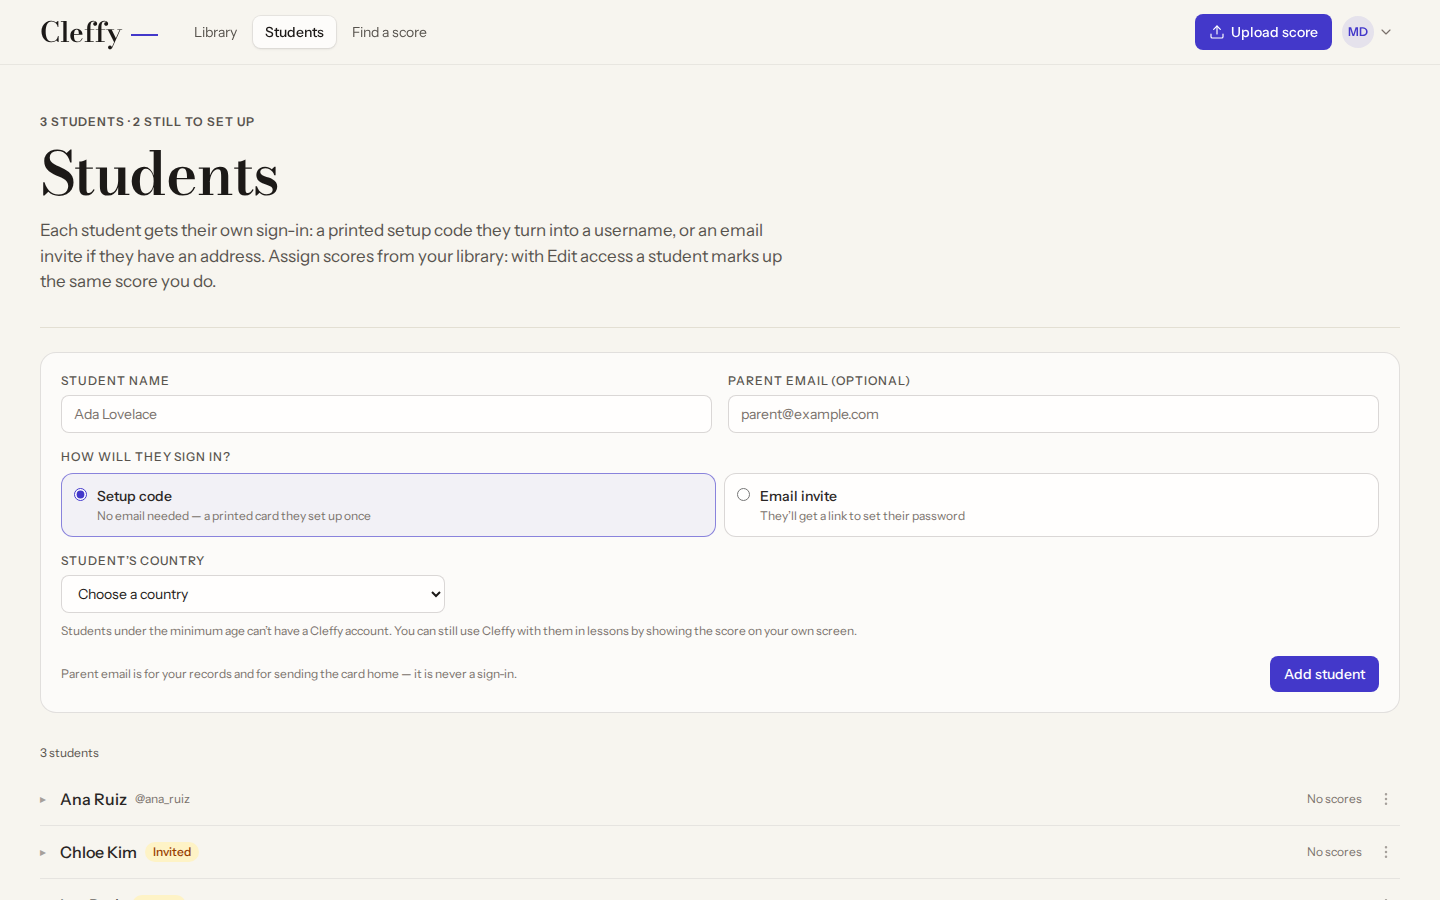 Cleffy
Library
Students
Find a score
Upload score
MD
3 STUDENTS · 2 STILL TO SET UP
Students
Each student gets their own sign-in: a printed setup code they turn into a username, or an email
invite if they have an address. Assign scores from your library: with Edit access a student marks up
the same score you do.
STUDENT NAME
PARENT EMAIL (OPTIONAL)
Ada Lovelace
parent@example.com
HOW WILL THEY SIGN IN?
Setup code
No email needed — a printed card they set up once
Email invite
They'll get a link to set their password
STUDENT'S COUNTRY
Choose a country
Students under the minimum age can't have a Cleffy account. You can still use Cleffy with them in lessons by showing the score on your own screen.
Parent email is for your records and for sending the card home — it is never a sign-in.
Add student
3 students
Ana Ruiz @ana_ruiz
No scores
Chloe Kim Invited
No scores